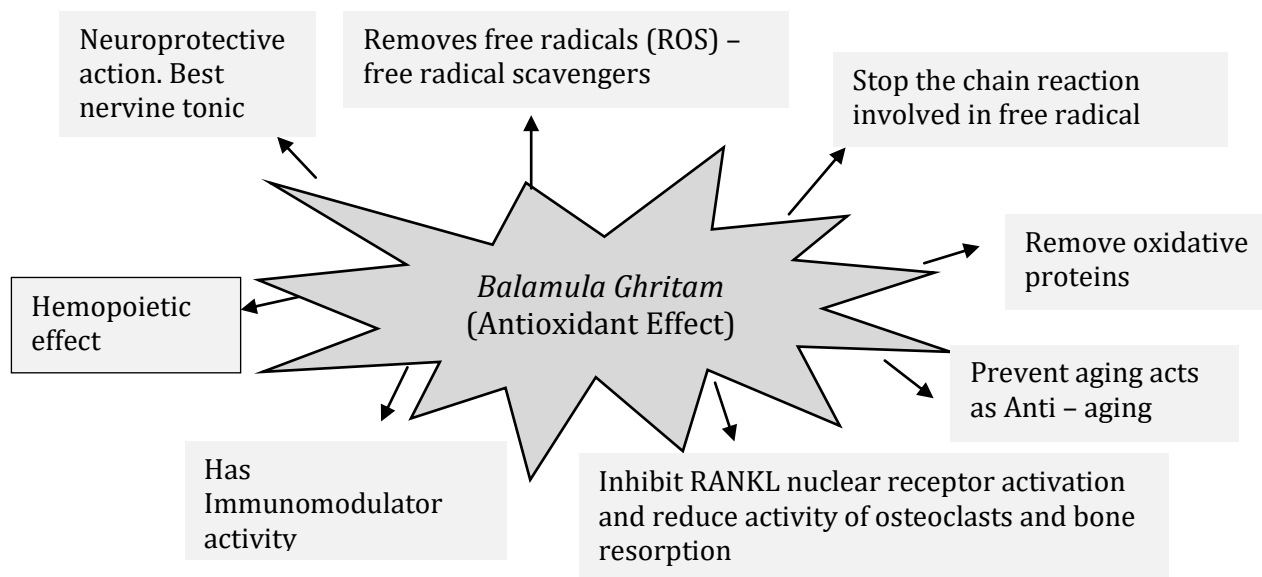 Neuroprotective
action. Best
nervine tonic
Removes free radicals (ROS) –
free radical scavengers
Stop the chain reaction
involved in free radical
Remove oxidative
proteins
Balamula Ghritam
(Antioxidant Effect)
Hemopoietic
effect
Prevent aging acts
as Anti – aging
Has
Immunomodulator
activity
Inhibit RANKL nuclear receptor activation
and reduce activity of osteoclasts and bone
resorption